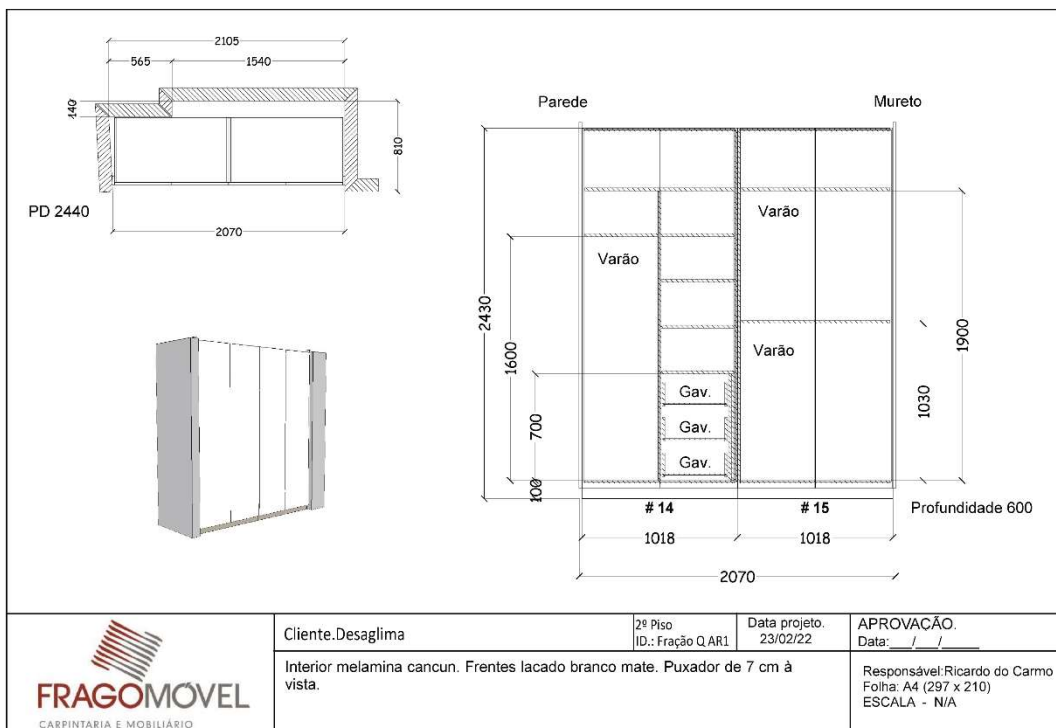 2105
565
1540
140
810
PD 2440
2070
Parede
Mureto
Varão
Varão
Varão
2430
1600
700
100
1900
1030
Gav.
Gav.
Gav.
# 14
# 15
Profundidade 600
1018
1018
2070
FRAGOMÓVEL
CARPINTARIA E MOBILIÁRIO
Cliente.Desaglima
2º Piso
ID.: Fração Q AR1
Data projeto.
23/02/22
APROVAÇÃO.
Data:___/___/_____
Interior melamina cancun. Frentes lacado branco mate. Puxador de 7 cm à
vista.
Responsável:Ricardo do Carmo
Folha: A4 (297 x 210)
ESCALA - N/A